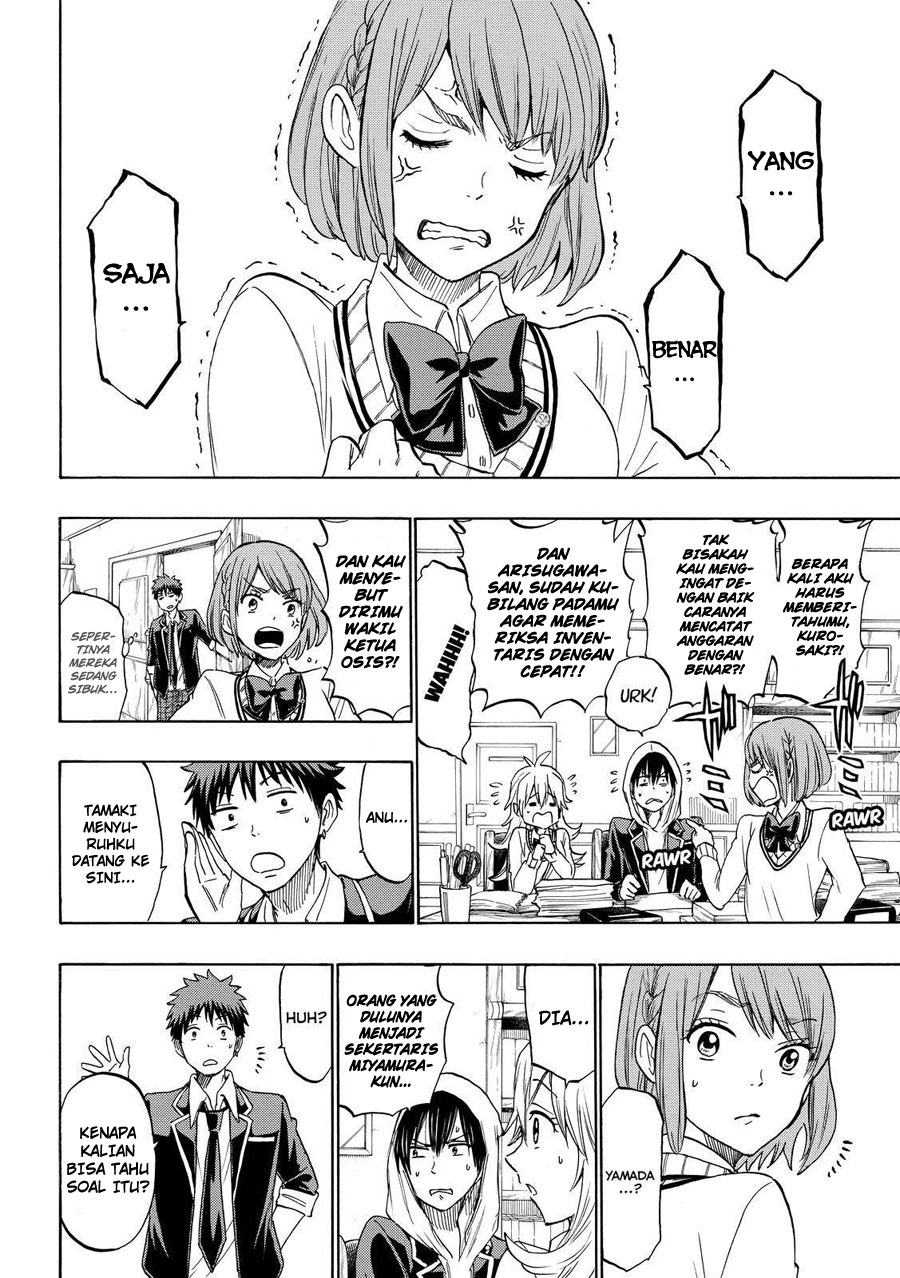 YANG
...
BENAR
...
SAJA
...
BERAPA
KALI AKU
HARUS
MEMBERI-
TAHUMU,
KURO-
SAKI?!
TAK
BISAKAH
KAU MENG-
INGAT DE-
NGAN BAIK
CARANYA
MENCATAT
ANGGARAN
DENGAN
BENAR?!
DAN
ARISUGAWA-
SAN, SUDAH KU-
BILANG PADAMU
AGAR MEME-
RIKSA INVEN-
TARIS DENGAN
CEPAT!!
URK!
WAHHH!
RAWR
RAWR
DAN KAU
MENYE-
BUT
DIRIMU
WAKIL
KETUA
OSIS?!
SEPER-
TINYA
MEREKA
SEDANG
SIBUK...
ANU...
TAMAKI
MENYU-
RUHKU
DATANG KE
SINI...
YAMADA
...?
DIA...
ORANG YANG
DULUNYA
MENJADI
SEKERTARIS
MIYAMURA-
KUN...
HUH?
KENAPA
KALIAN
BISA TAHU
SOAL ITU?